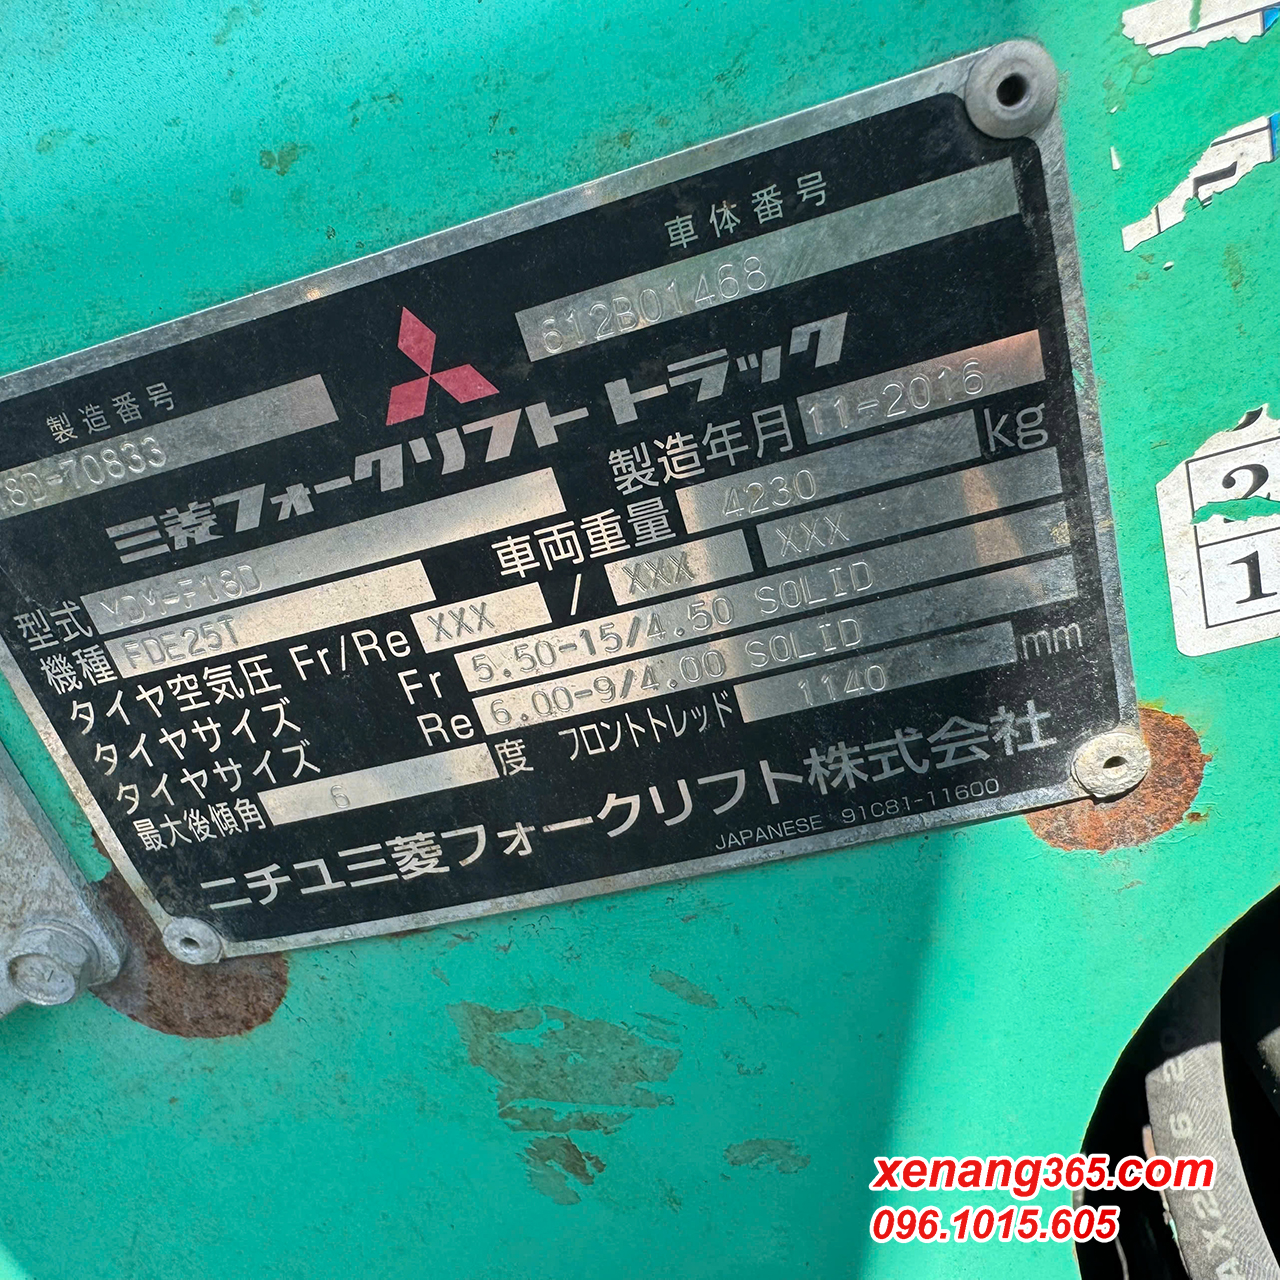 車体番号
612B01468
製造番号
8D-70833
三菱フォークリフトトラック
製造年月 11-2016
型式 YDM-F18D
車両重量 4230 kg
機種 FDE25T
タイヤ空気圧 Fr/Re XXX / XXX XXX
タイヤサイズ Fr 5.50-15/4.50 SOLID
タイヤサイズ Re 6.00-9/4.00 SOLID
最大後傾角 6 度 フロントトレッド 1140 mm
ニチユ三菱フォークリフト株式会社
JAPANESE 91C81-11600
2
1
xenang365.com
096.1015.605